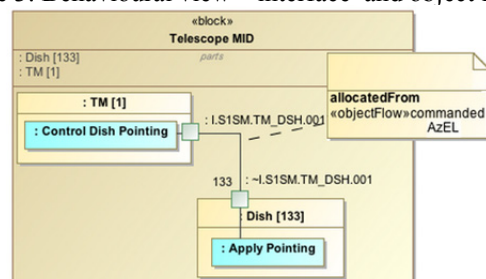 «block»
Telescope MID
parts
: Dish [133]
: TM [1]
: TM [1]
: Control Dish Pointing
: I.S1SM.TM_DSH.001
allocatedFrom
«objectFlow»commanded
AzEL
133
: ~I.S1SM.TM_DSH.001
: Dish [133]
: Apply Pointing